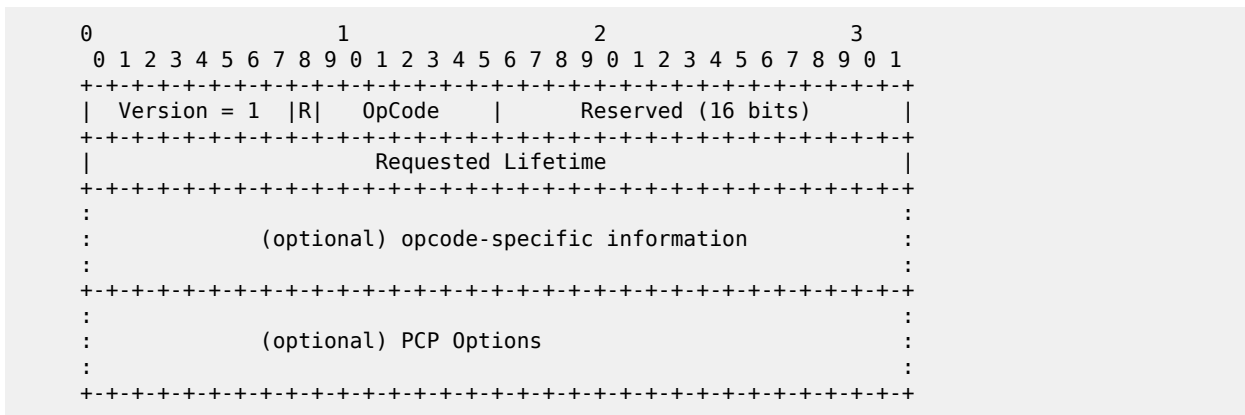 0                   1                   2                   3
 0 1 2 3 4 5 6 7 8 9 0 1 2 3 4 5 6 7 8 9 0 1 2 3 4 5 6 7 8 9 0 1
+-+-+-+-+-+-+-+-+-+-+-+-+-+-+-+-+-+-+-+-+-+-+-+-+-+-+-+-+-+-+-+-+
|  Version = 1  |R|   OpCode    |      Reserved (16 bits)       |
+-+-+-+-+-+-+-+-+-+-+-+-+-+-+-+-+-+-+-+-+-+-+-+-+-+-+-+-+-+-+-+-+
|                      Requested Lifetime                       |
+-+-+-+-+-+-+-+-+-+-+-+-+-+-+-+-+-+-+-+-+-+-+-+-+-+-+-+-+-+-+-+-+
:                                                               :
:             (optional) opcode-specific information            :
:                                                               :
+-+-+-+-+-+-+-+-+-+-+-+-+-+-+-+-+-+-+-+-+-+-+-+-+-+-+-+-+-+-+-+-+
:                                                               :
:             (optional) PCP Options                            :
:                                                               :
+-+-+-+-+-+-+-+-+-+-+-+-+-+-+-+-+-+-+-+-+-+-+-+-+-+-+-+-+-+-+-+-+